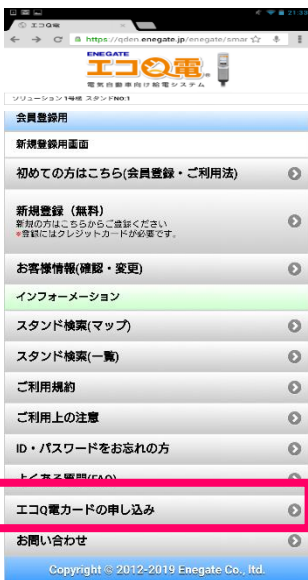 21:33
エコQ電
https://qden.enegate.jp/enegate/smar
ENEGATE
エコQ電
電気自動車向け給電システム
ソリューション1号機 スタンドNO:1
会員登録用
新規登録用画面
初めての方はこちら(会員登録・ご利用法)
新規登録（無料）
新規の方はこちらからご登録ください
*登録にはクレジットカードが必要です。
お客様情報(確認・変更)
インフォーメーション
スタンド検索(マップ)
スタンド検索(一覧)
ご利用規約
ご利用上の注意
ID・パスワードをお忘れの方
よくある質問(FAQ)
エコQ電カードの申し込み
お問い合わせ
Copyright © 2012-2019 Enegate Co., ltd.